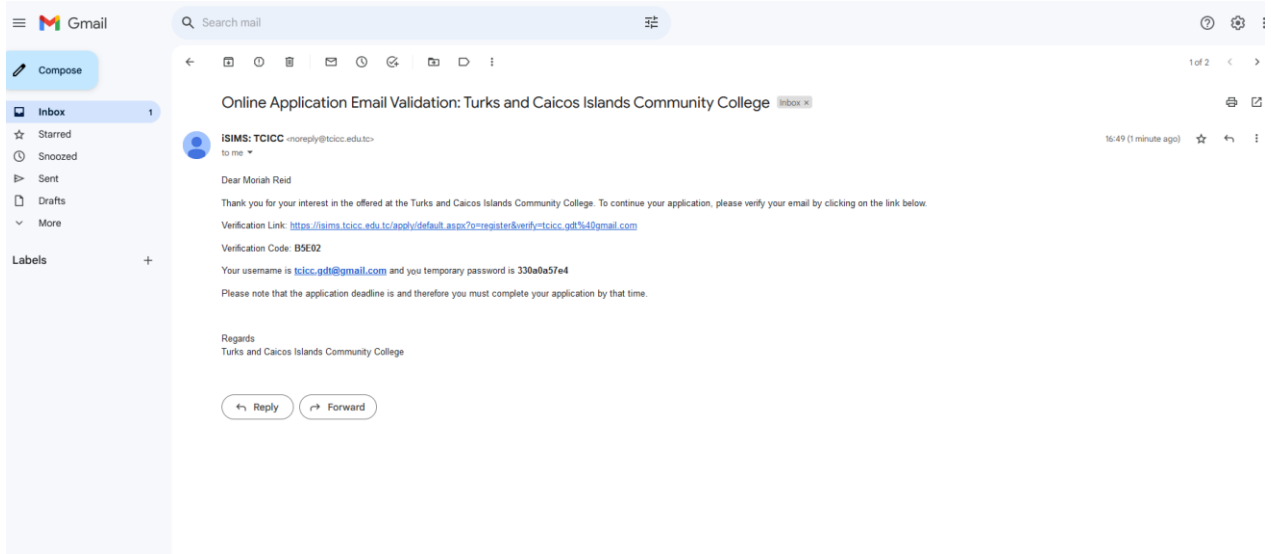 Gmail
Search mail
Compose
1 of 2
Inbox 1
Starred
Snoozed
Sent
Drafts
More
Labels
Online Application Email Validation: Turks and Caicos Islands Community College Inbox ×
iSIMS: TCICC <noreply@tcicc.edu.tc> 16:49 (1 minute ago)
to me
Dear Moriah Reid
Thank you for your interest in the offered at the Turks and Caicos Islands Community College. To continue your application, please verify your email by clicking on the link below.
Verification Link: https://isims.tcicc.edu.tc/apply/default.aspx?o=register&verify=tcicc.gdt%40gmail.com
Verification Code: B5E02
Your username is tcicc.gdt@gmail.com and you temporary password is 330a0a57e4
Please note that the application deadline is and therefore you must complete your application by that time.
Regards
Turks and Caicos Islands Community College
Reply
Forward